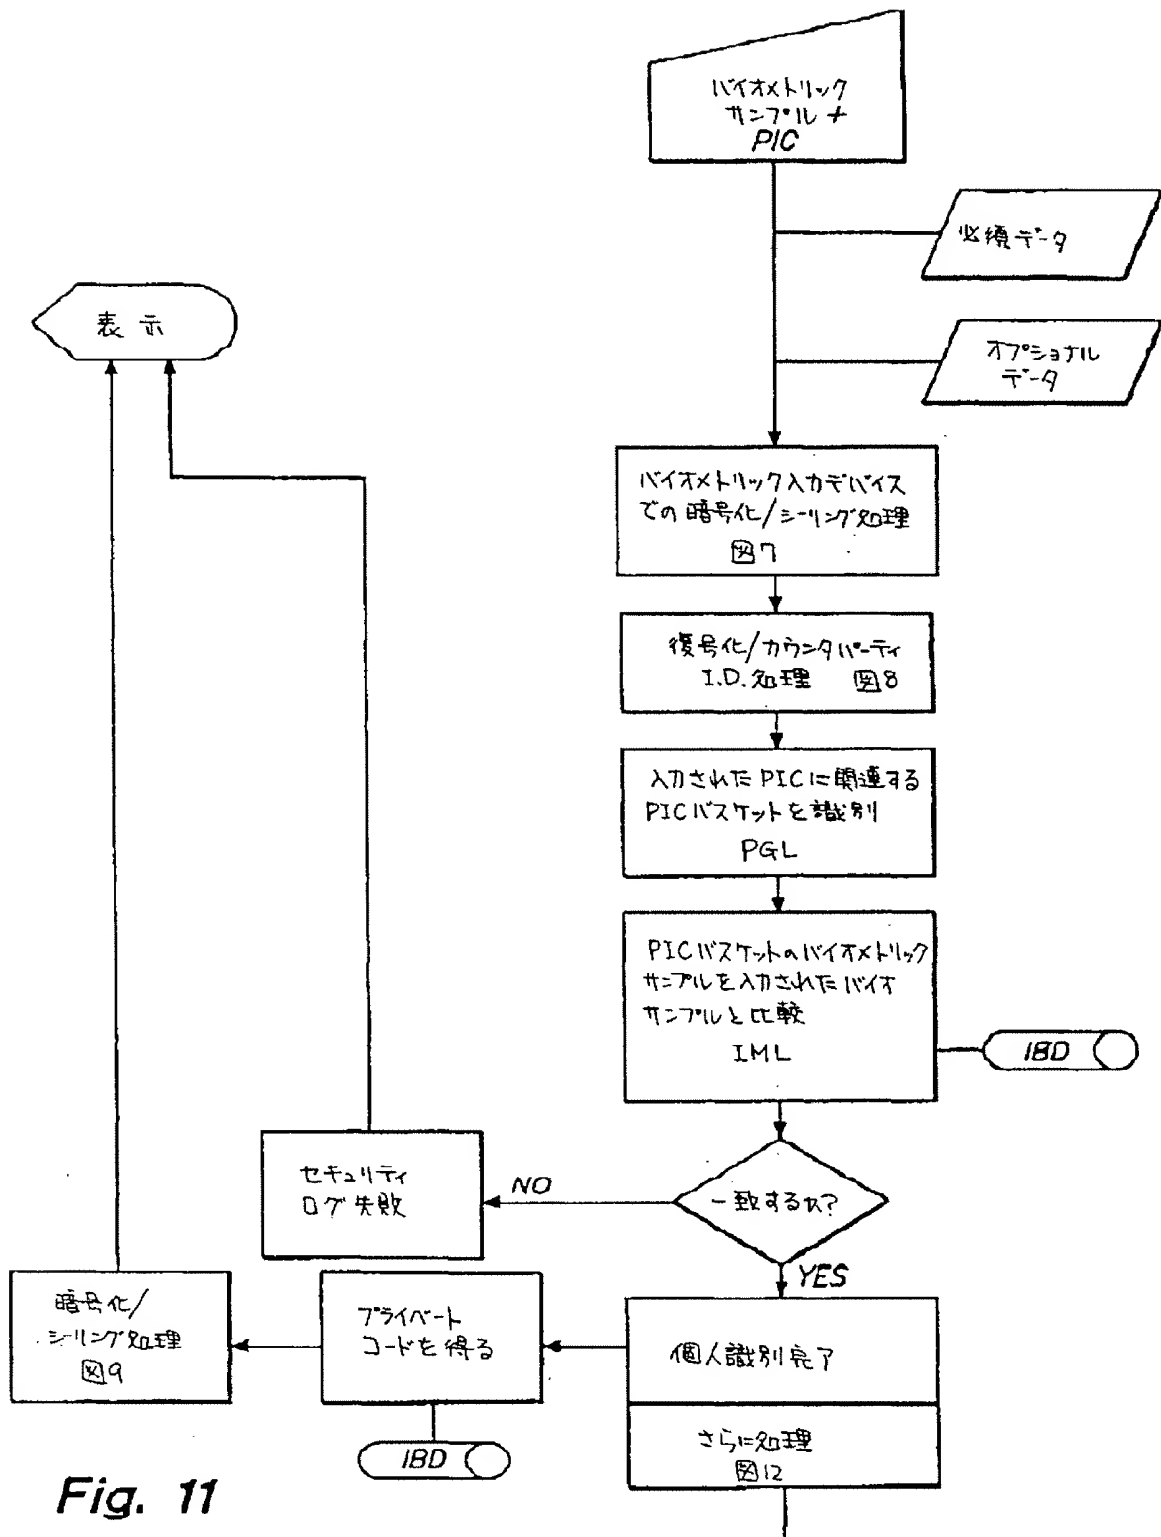 バイオメトリック
サンプル +
PIC
必須データ
オプショナル
データ
表示
バイオメトリック入力デバイス
での暗号化/シーリング処理
図7
復号化/カウンタパーティ
I.D.処理 図8
入力されたPICに関連する
PICバスケットを識別
PGL
PICバスケットのバイオメトリック
サンプルを入力されたバイオ
サンプルと比較
IML
IBD
一致するか?
NO
セキュリティ
ログ失敗
YES
個人識別完了
プライベート
コードを得る
暗号化/
シーリング処理
図9
IBD
さらに処理
図12
Fig. 11